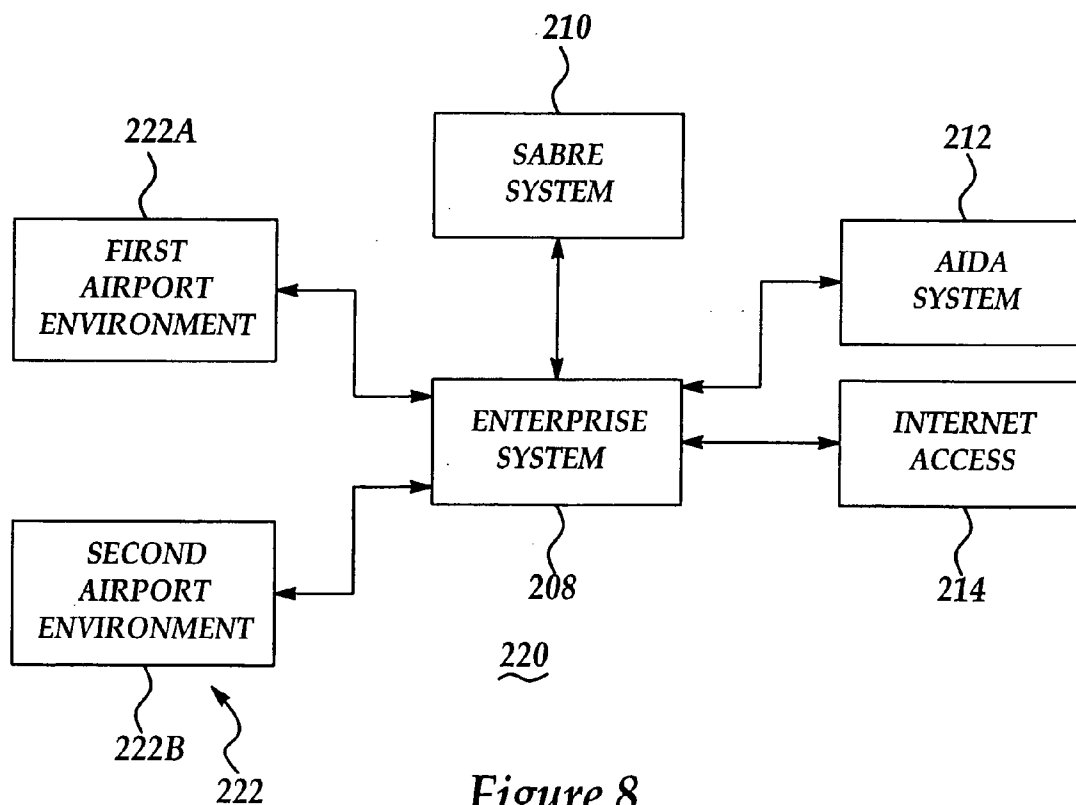 210
222A
SABRE
SYSTEM
212
FIRST
AIRPORT
ENVIRONMENT
AIDA
SYSTEM
ENTERPRISE
SYSTEM
INTERNET
ACCESS
SECOND
AIRPORT
ENVIRONMENT
208
214
220
222B
222
Figure 8